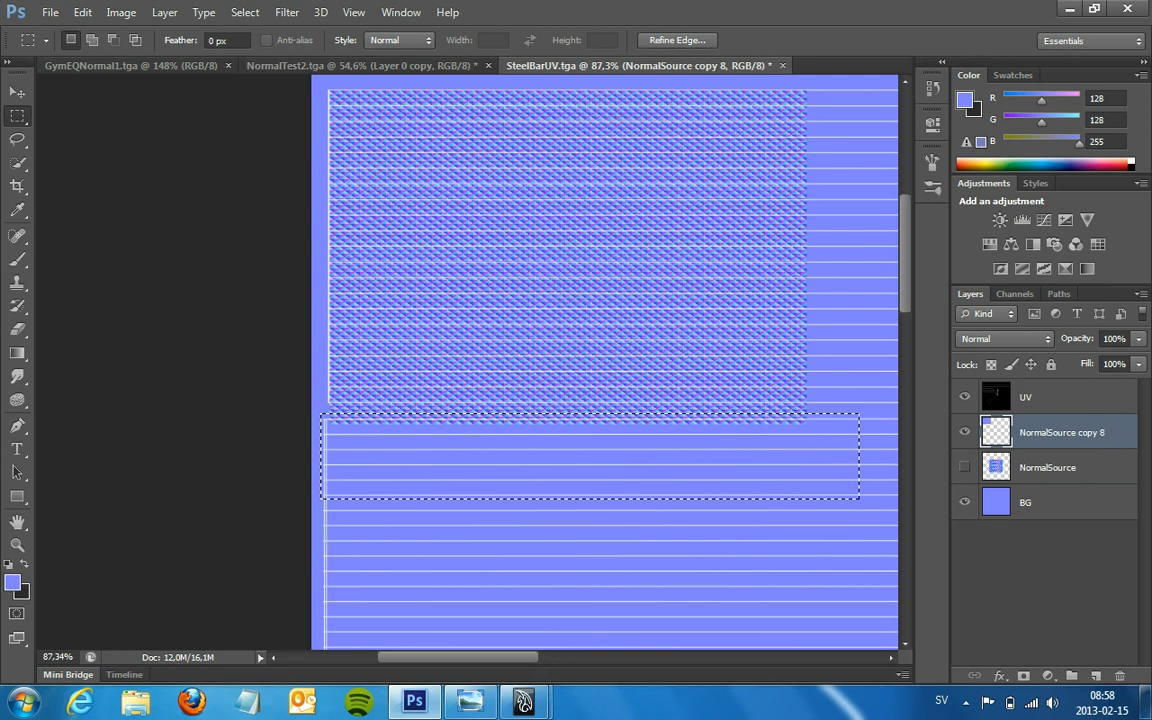 Ps File Edit Image Layer Type Select Filter 3D View Window Help
Feather: 0 px Anti-alias Style: Normal Width: Height: Refine Edge... Essentials
GymEQNormal1.tga @ 148% (RGB/8) × NormalTest2.tga @ 54,6% (Layer 0 copy, RGB/8) * × SteelBarUV.tga @ 87,3% (NormalSource copy 8, RGB/8) * ×
Color Swatches
R 128
G 128
B 255
Adjustments Styles
Add an adjustment
Layers Channels Paths
Kind
Normal Opacity: 100%
Lock: Fill: 100%
UV
NormalSource copy 8
NormalSource
BG
87,34% Doc: 12,0M/16,1M
Mini Bridge Timeline
Ps SV 08:58
2013-02-15